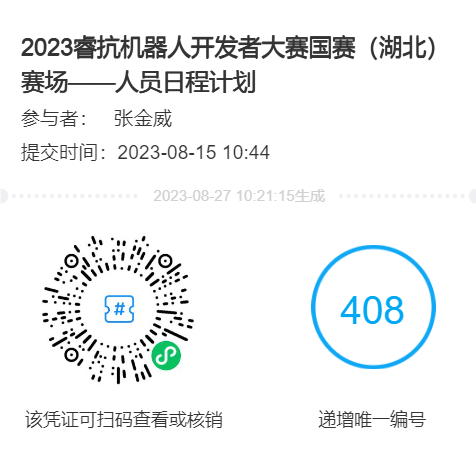 2023睿抗机器人开发者大赛国赛（湖北）
赛场——人员日程计划
参与者： 张金威
提交时间：2023-08-15 10:44
2023-08-27 10:21:15生成
#
408
该凭证可扫码查看或核销
递增唯一编号